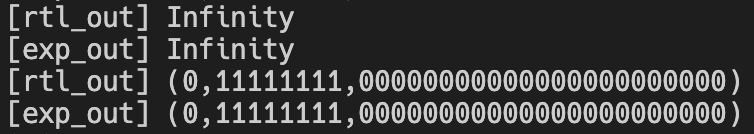 [rtl_out] Infinity
[exp_out] Infinity
[rtl_out] (0,11111111,00000000000000000000000)
[exp_out] (0,11111111,00000000000000000000000)